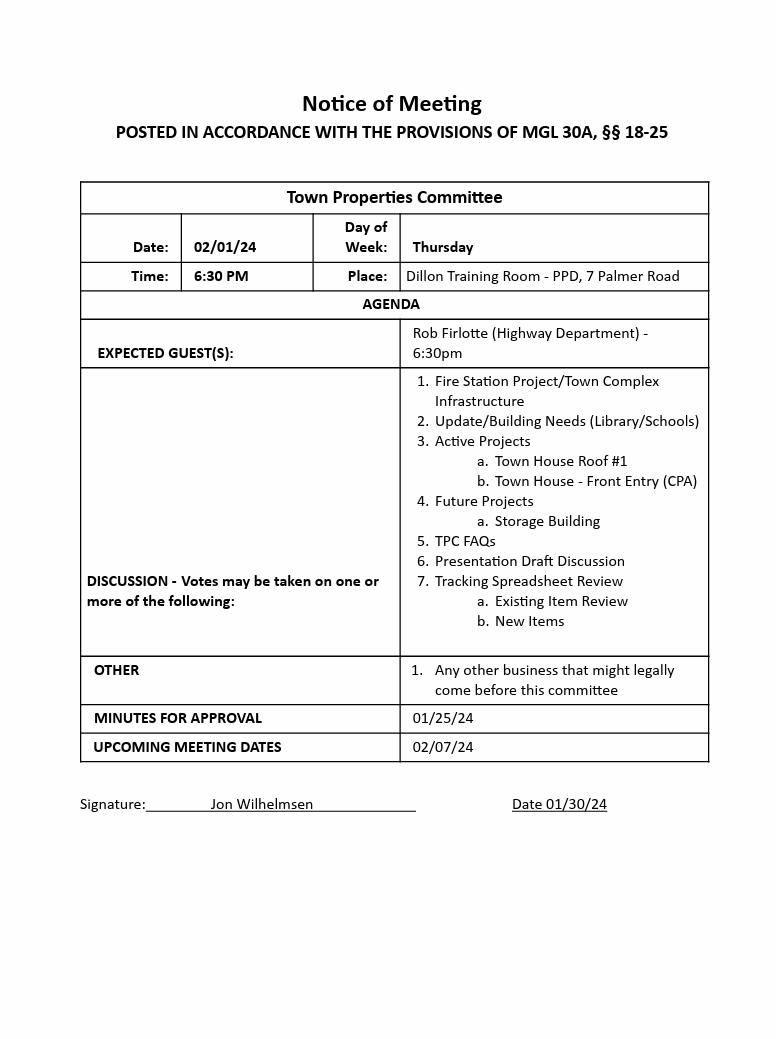 Notice of Meeting
POSTED IN ACCORDANCE WITH THE PROVISIONS OF MGL 30A, §§ 18-25
Town Properties Committee
Date: 02/01/24 Day of
Week: Thursday
Time: 6:30 PM Place: Dillon Training Room - PPD, 7 Palmer Road
AGENDA
EXPECTED GUEST(S): Rob Firlotte (Highway Department) -
6:30pm
DISCUSSION - Votes may be taken on one or
more of the following:
1. Fire Station Project/Town Complex
Infrastructure
2. Update/Building Needs (Library/Schools)
3. Active Projects
a. Town House Roof #1
b. Town House - Front Entry (CPA)
4. Future Projects
a. Storage Building
5. TPC FAQs
6. Presentation Draft Discussion
7. Tracking Spreadsheet Review
a. Existing Item Review
b. New Items
OTHER 1. Any other business that might legally
come before this committee
MINUTES FOR APPROVAL 01/25/24
UPCOMING MEETING DATES 02/07/24
Signature: Jon Wilhelmsen Date 01/30/24